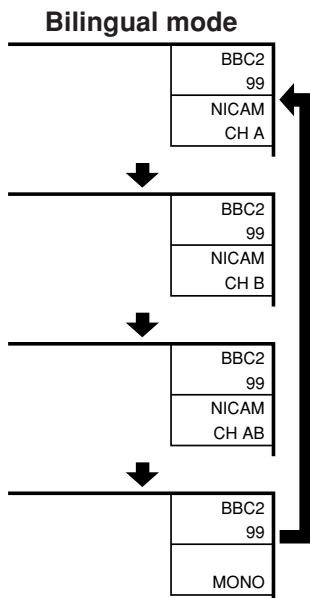 Bilingual mode
BBC2
99
NICAM
CH A
BBC2
99
NICAM
CH B
BBC2
99
NICAM
CH AB
BBC2
99
MONO